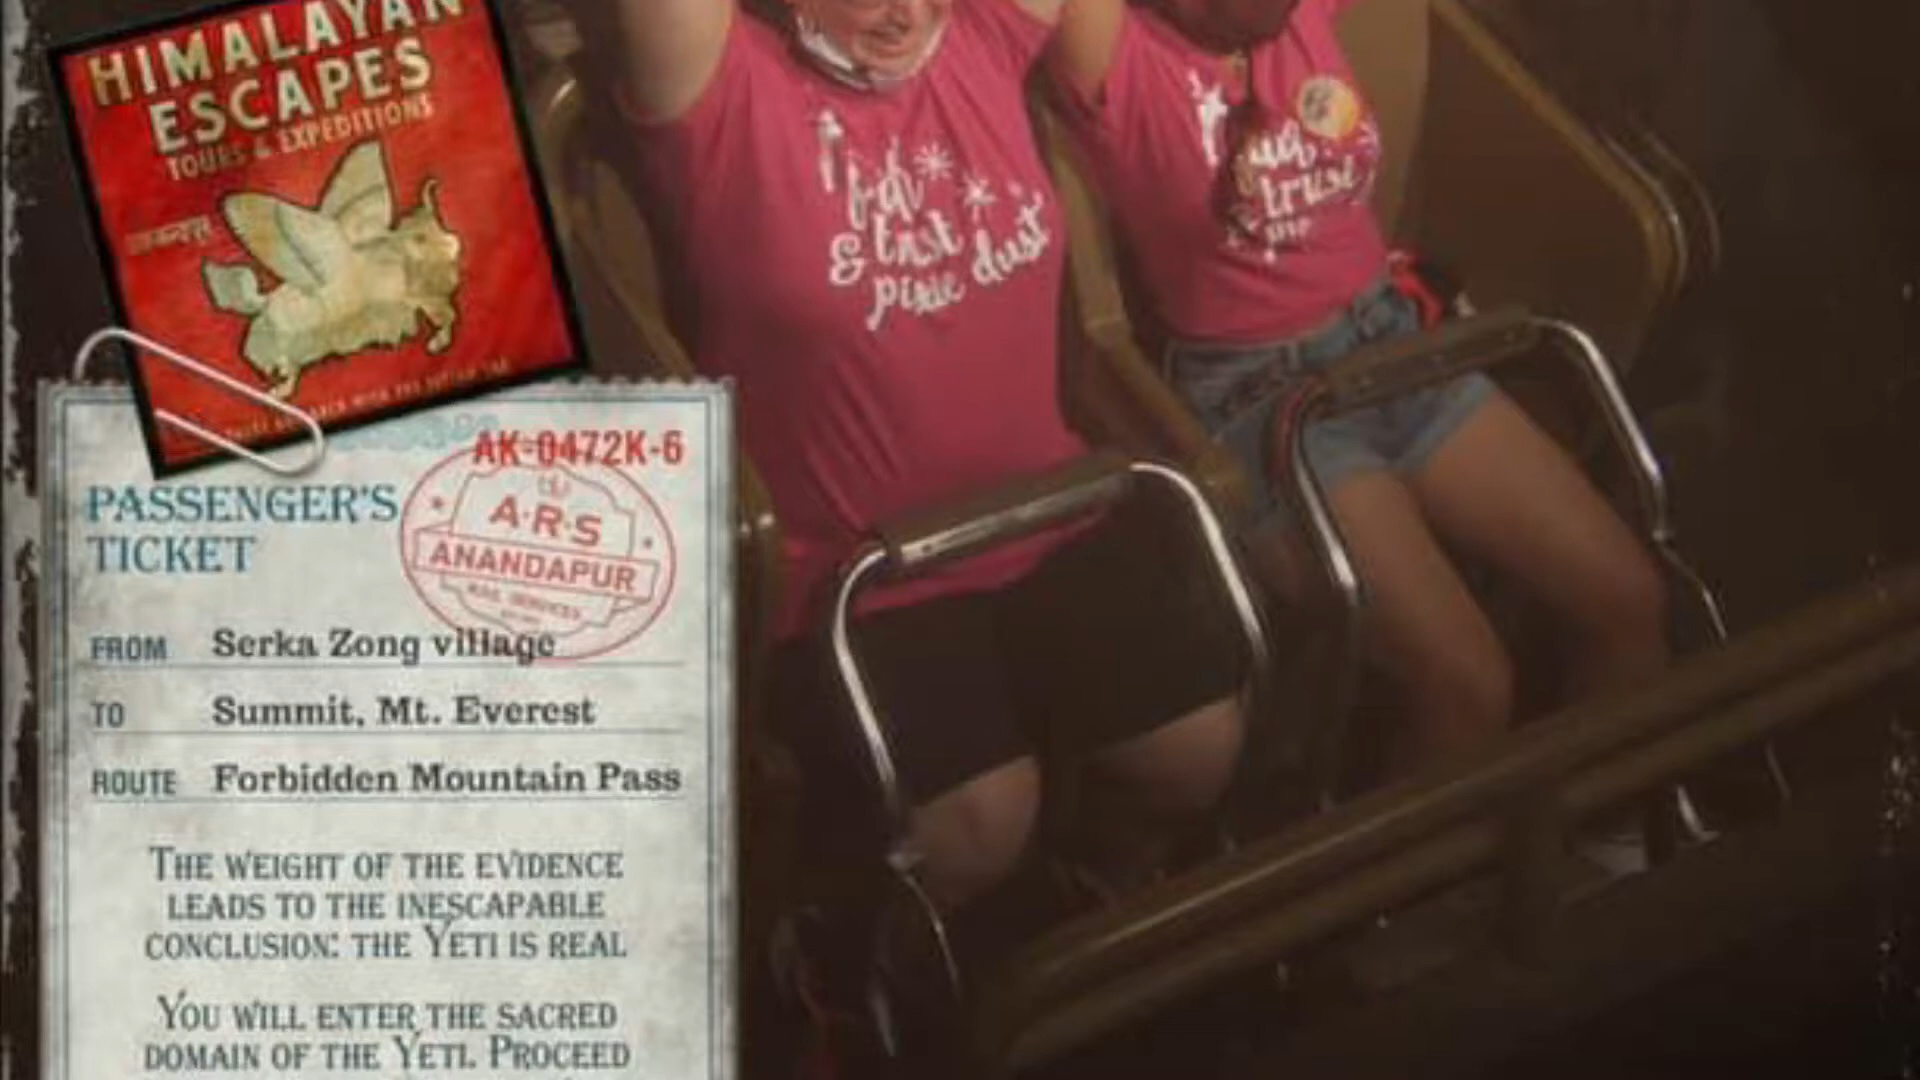 HIMALAYAN
ESCAPES
TOURS & EXPEDITIONS
AK-0472K-6
PASSENGER'S
TICKET
A·R·S
ANANDAPUR
RAIL SERVICES
FROM Serka Zong village
TO Summit, Mt. Everest
ROUTE Forbidden Mountain Pass
THE WEIGHT OF THE EVIDENCE
LEADS TO THE INESCAPABLE
CONCLUSION: THE YETI IS REAL
YOU WILL ENTER THE SACRED
DOMAIN OF THE YETI. PROCEED
&
pixie dust
trust